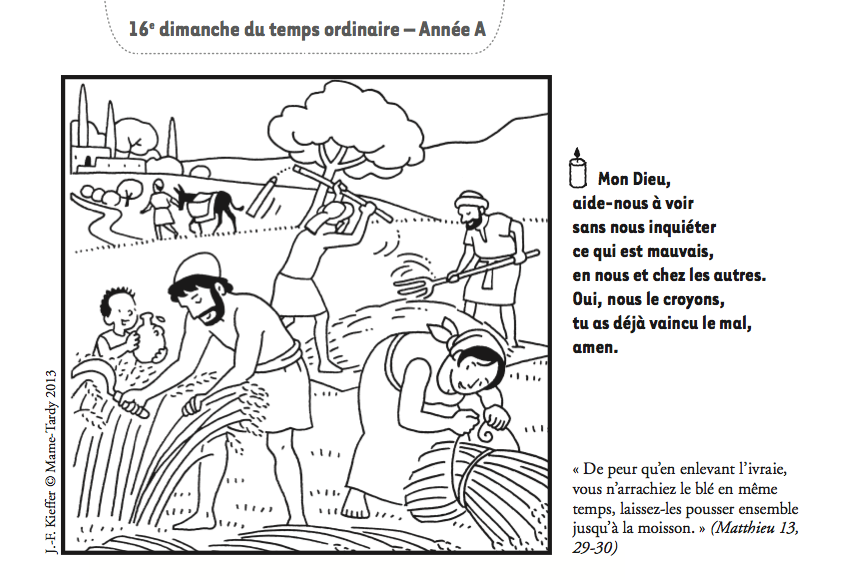 16e dimanche du temps ordinaire – Année A
Mon Dieu,
aide-nous à voir
sans nous inquiéter
ce qui est mauvais,
en nous et chez les autres.
Oui, nous le croyons,
tu as déjà vaincu le mal,
amen.
« De peur qu’en enlevant l’ivraie,
vous n’arrachiez le blé en même
temps, laissez-les pousser ensemble
jusqu’à la moisson. » (Matthieu 13,
29-30)
J.-F. Kieffer © Mame-Tardy 2013